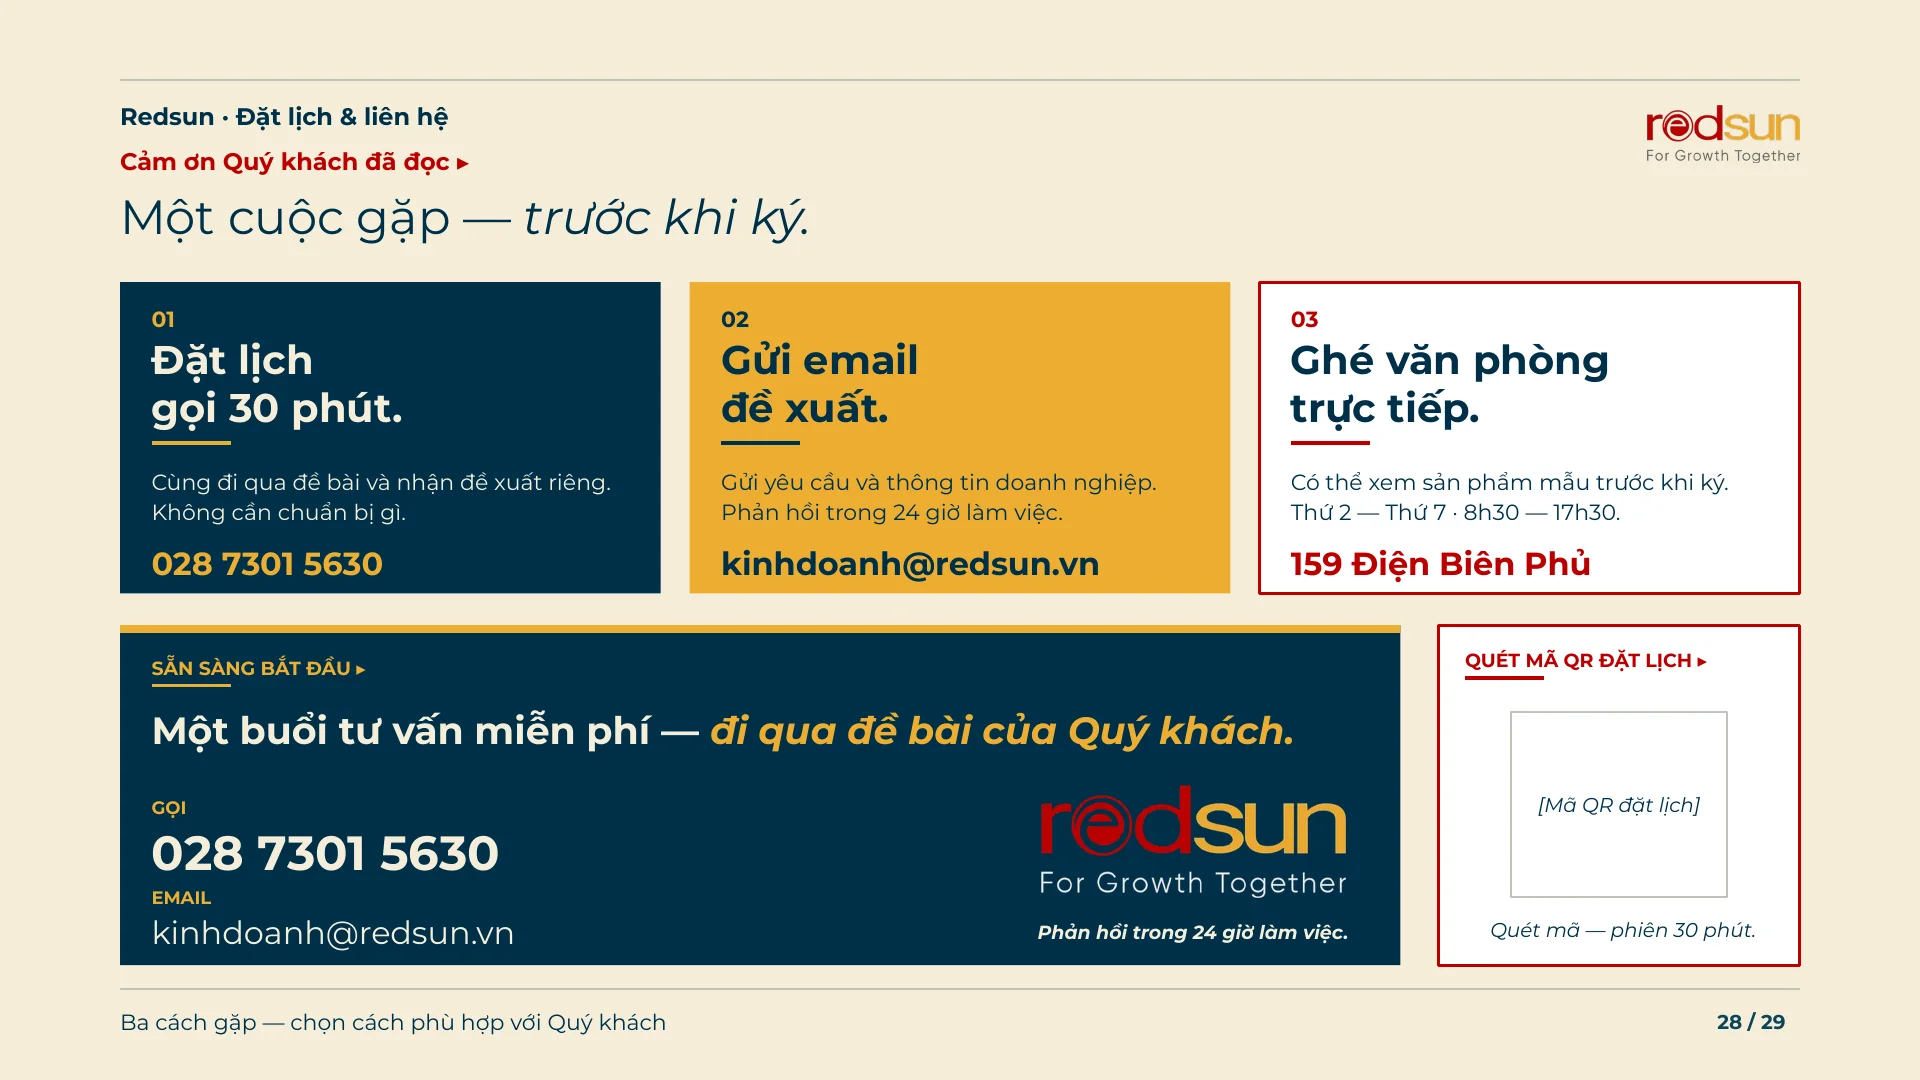 Redsun · Đặt lịch & liên hệ
Cảm ơn Quý khách đã đọc ▸
redsun
For Growth Together
Một cuộc gặp — trước khi ký.
01
Đặt lịch
gọi 30 phút.
Cùng đi qua đề bài và nhận đề xuất riêng.
Không cần chuẩn bị gì.
028 7301 5630
02
Gửi email
đề xuất.
Gửi yêu cầu và thông tin doanh nghiệp.
Phản hồi trong 24 giờ làm việc.
kinhdoanh@redsun.vn
03
Ghé văn phòng
trực tiếp.
Có thể xem sản phẩm mẫu trước khi ký.
Thứ 2 — Thứ 7 · 8h30 — 17h30.
159 Điện Biên Phủ
SẴN SÀNG BẮT ĐẦU ▸
Một buổi tư vấn miễn phí — đi qua đề bài của Quý khách.
GỌI
028 7301 5630
EMAIL
kinhdoanh@redsun.vn
redsun
For Growth Together
Phản hồi trong 24 giờ làm việc.
QUÉT MÃ QR ĐẶT LỊCH ▸
[Mã QR đặt lịch]
Quét mã — phiên 30 phút.
Ba cách gặp — chọn cách phù hợp với Quý khách
28 / 29